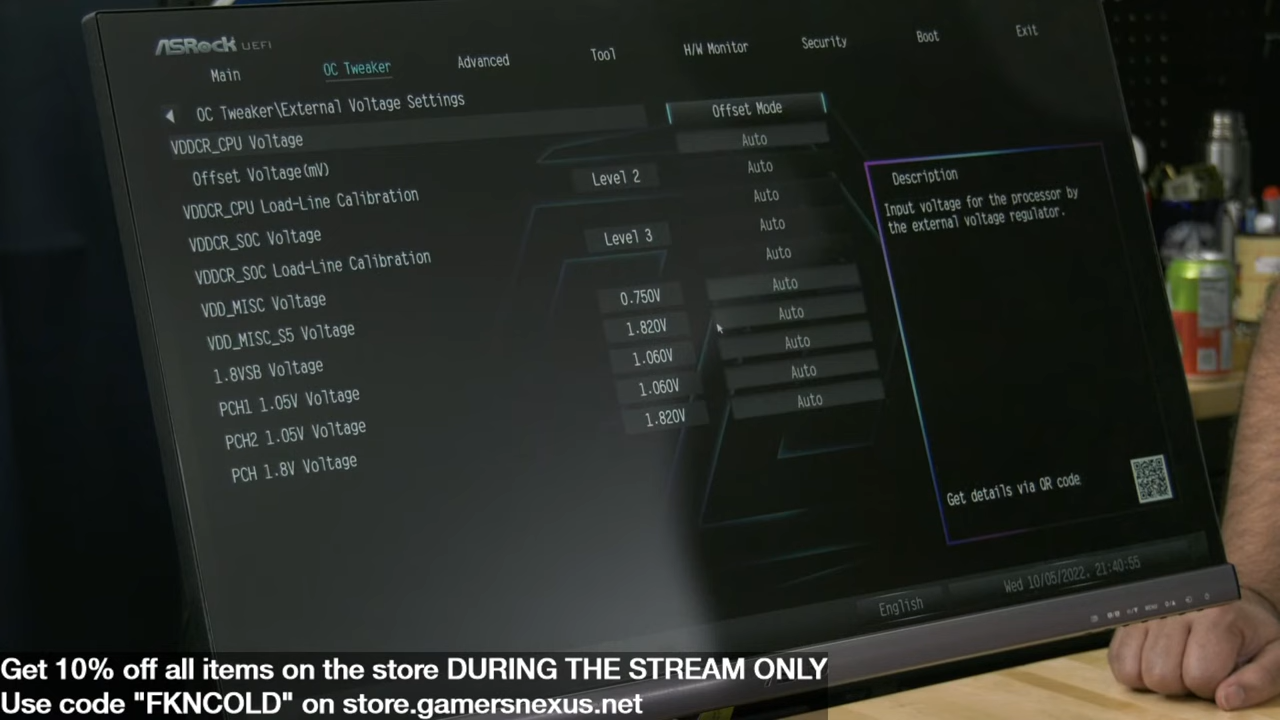 ASRock UEFI
Main OC Tweaker Advanced Tool H/W Monitor Security Boot Exit
OC Tweaker\External Voltage Settings
VDDCR_CPU Voltage Offset Mode
Offset Voltage(mV) Auto
VDDCR_CPU Load-Line Calibration Level 2 Auto
VDDCR_SOC Voltage Auto
VDDCR_SOC Load-Line Calibration Level 3 Auto
VDD_MISC Voltage Auto
VDD_MISC_S5 Voltage 0.750V Auto
1.8VSB Voltage 1.820V Auto
PCH1 1.05V Voltage 1.060V Auto
PCH2 1.05V Voltage 1.060V Auto
PCH 1.8V Voltage 1.820V Auto
Description
Input voltage for the processor by
the external voltage regulator.
Get details via QR code
English
Wed 10/05/2022. 21:40:55
Get 10% off all items on the store DURING THE STREAM ONLY
Use code "FKNCOLD" on store.gamersnexus.net